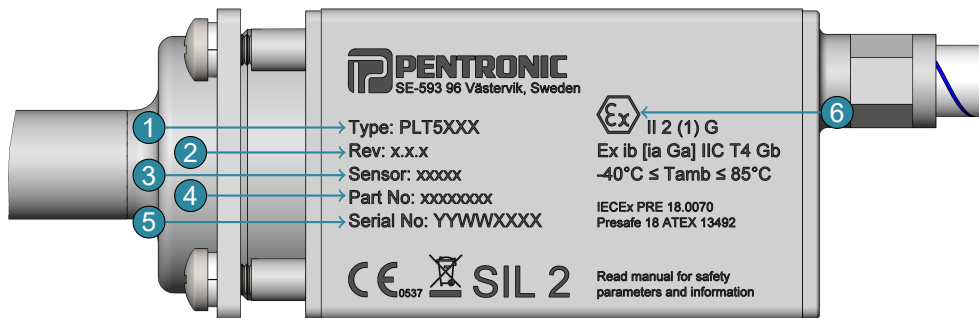 PENTRONIC
SE-593 96 Västervik, Sweden
1 Type: PLT5XXX
2 Rev: x.x.x
3 Sensor: xxxxx
4 Part No: xxxxxxxx
5 Serial No: YYWWXXXX
CE 0537 SIL 2
6
Ex II 2 (1) G
Ex ib [ia Ga] IIC T4 Gb
-40°C ≤ Tamb ≤ 85°C
IECEx PRE 18.0070
Presafe 18 ATEX 13492
Read manual for safety
parameters and information